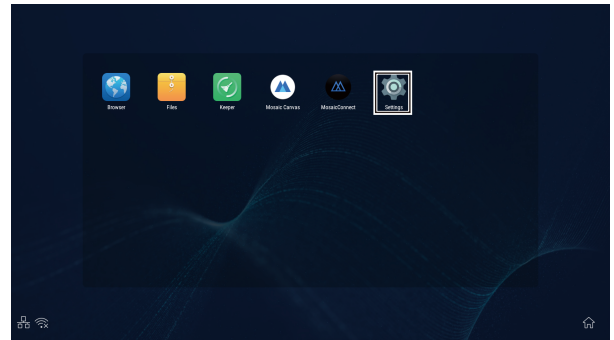 Browser
Files
Keeper
Mosaic Canvas
MosaicConnect
Settings